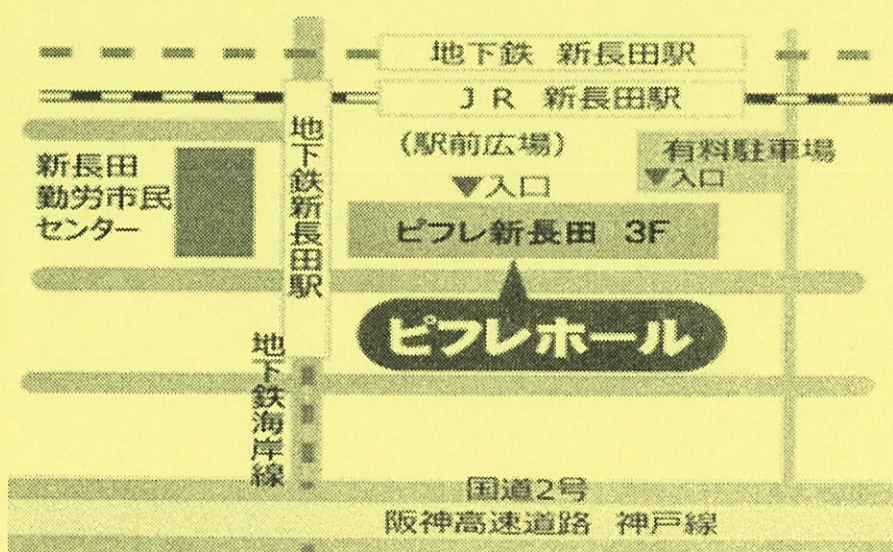 地下鉄 新長田駅
JR 新長田駅
地下鉄新長田駅
(駅前広場)
有料駐車場
▼入口
▼入口
新長田
勤労市民
センター
ピフレ新長田 3F
ピフレホール
地下鉄海岸線
国道2号
阪神高速道路 神戸線